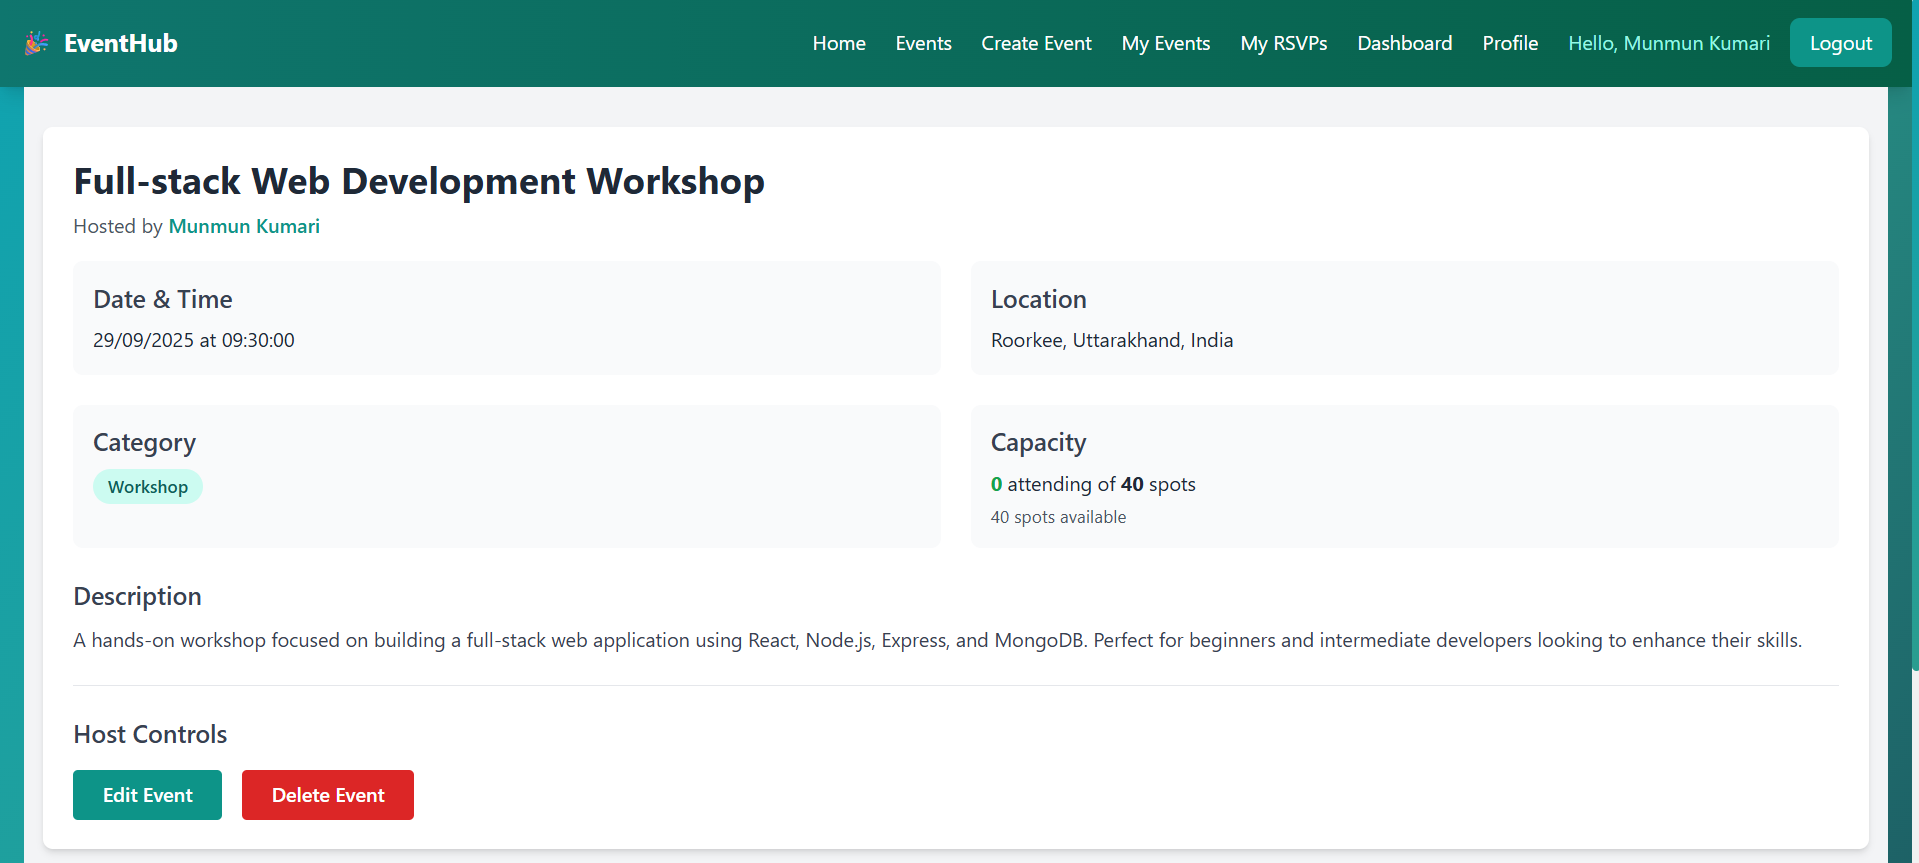 EventHub
Home Events Create Event My Events My RSVPs Dashboard Profile Hello, Munmun Kumari Logout
Full-stack Web Development Workshop
Hosted by Munmun Kumari
Date & Time
29/09/2025 at 09:30:00
Location
Roorkee, Uttarakhand, India
Category
Workshop
Capacity
0 attending of 40 spots
40 spots available
Description
A hands-on workshop focused on building a full-stack web application using React, Node.js, Express, and MongoDB. Perfect for beginners and intermediate developers looking to enhance their skills.
Host Controls
Edit Event Delete Event